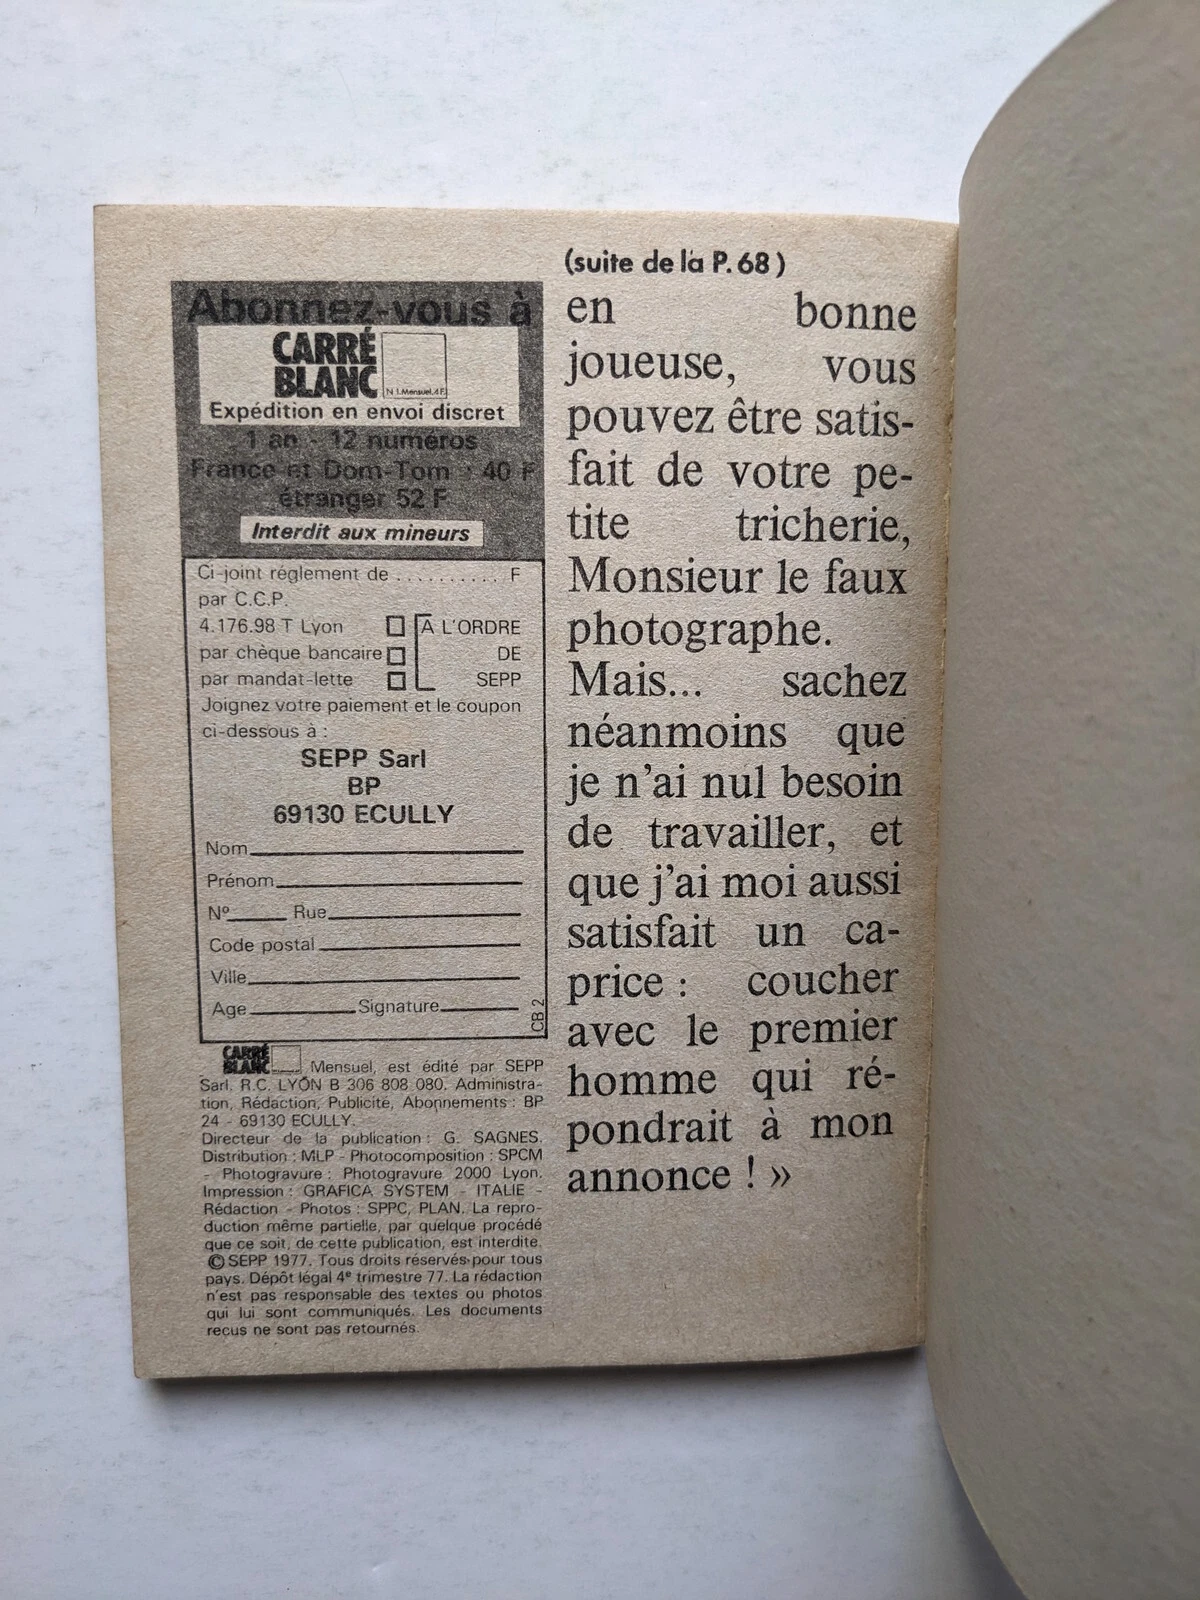 Abonnez-vous à
CARRÉ
BLANC
N 1.Mensuel.4F.
Expédition en envoi discret
1 an - 12 numéros
France et Dom-Tom : 40 F
étranger 52 F
Interdit aux mineurs
Ci-joint réglement de ........... F
par C.C.P.
4.176.98 T Lyon A L'ORDRE
par chèque bancaire DE
par mandat-lette SEPP
Joignez votre paiement et le coupon
ci-dessous à :
SEPP Sarl
BP
69130 ECULLY
Nom
Prénom
Nº Rue
Code postal
Ville
Age Signature
CB 2
CARRÉ
BLANC
Mensuel, est édité par SEPP
Sarl. R.C. LYON B 306 808 080. Administra-
tion, Rédaction, Publicité, Abonnements : BP
24 - 69130 ECULLY.
Directeur de la publication : G. SAGNES.
Distribution : MLP - Photocomposition : SPCM
- Photogravure : Photogravure 2000 Lyon.
Impression : GRAFICA SYSTEM - ITALIE -
Rédaction - Photos : SPPC, PLAN. La repro-
duction même partielle, par quelque procédé
que ce soit, de cette publication, est interdite.
© SEPP 1977. Tous droits réservés pour tous
pays. Dépôt légal 4e trimestre 77. La rédaction
n'est pas responsable des textes ou photos
qui lui sont communiqués. Les documents
reçus ne sont pas retournés.
(suite de la P. 68)
en bonne
joueuse, vous
pouvez être satis-
fait de votre pe-
tite tricherie,
Monsieur le faux
photographe.
Mais... sachez
néanmoins que
je n'ai nul besoin
de travailler, et
que j'ai moi aussi
satisfait un ca-
price : coucher
avec le premier
homme qui ré-
pondrait à mon
annonce ! »